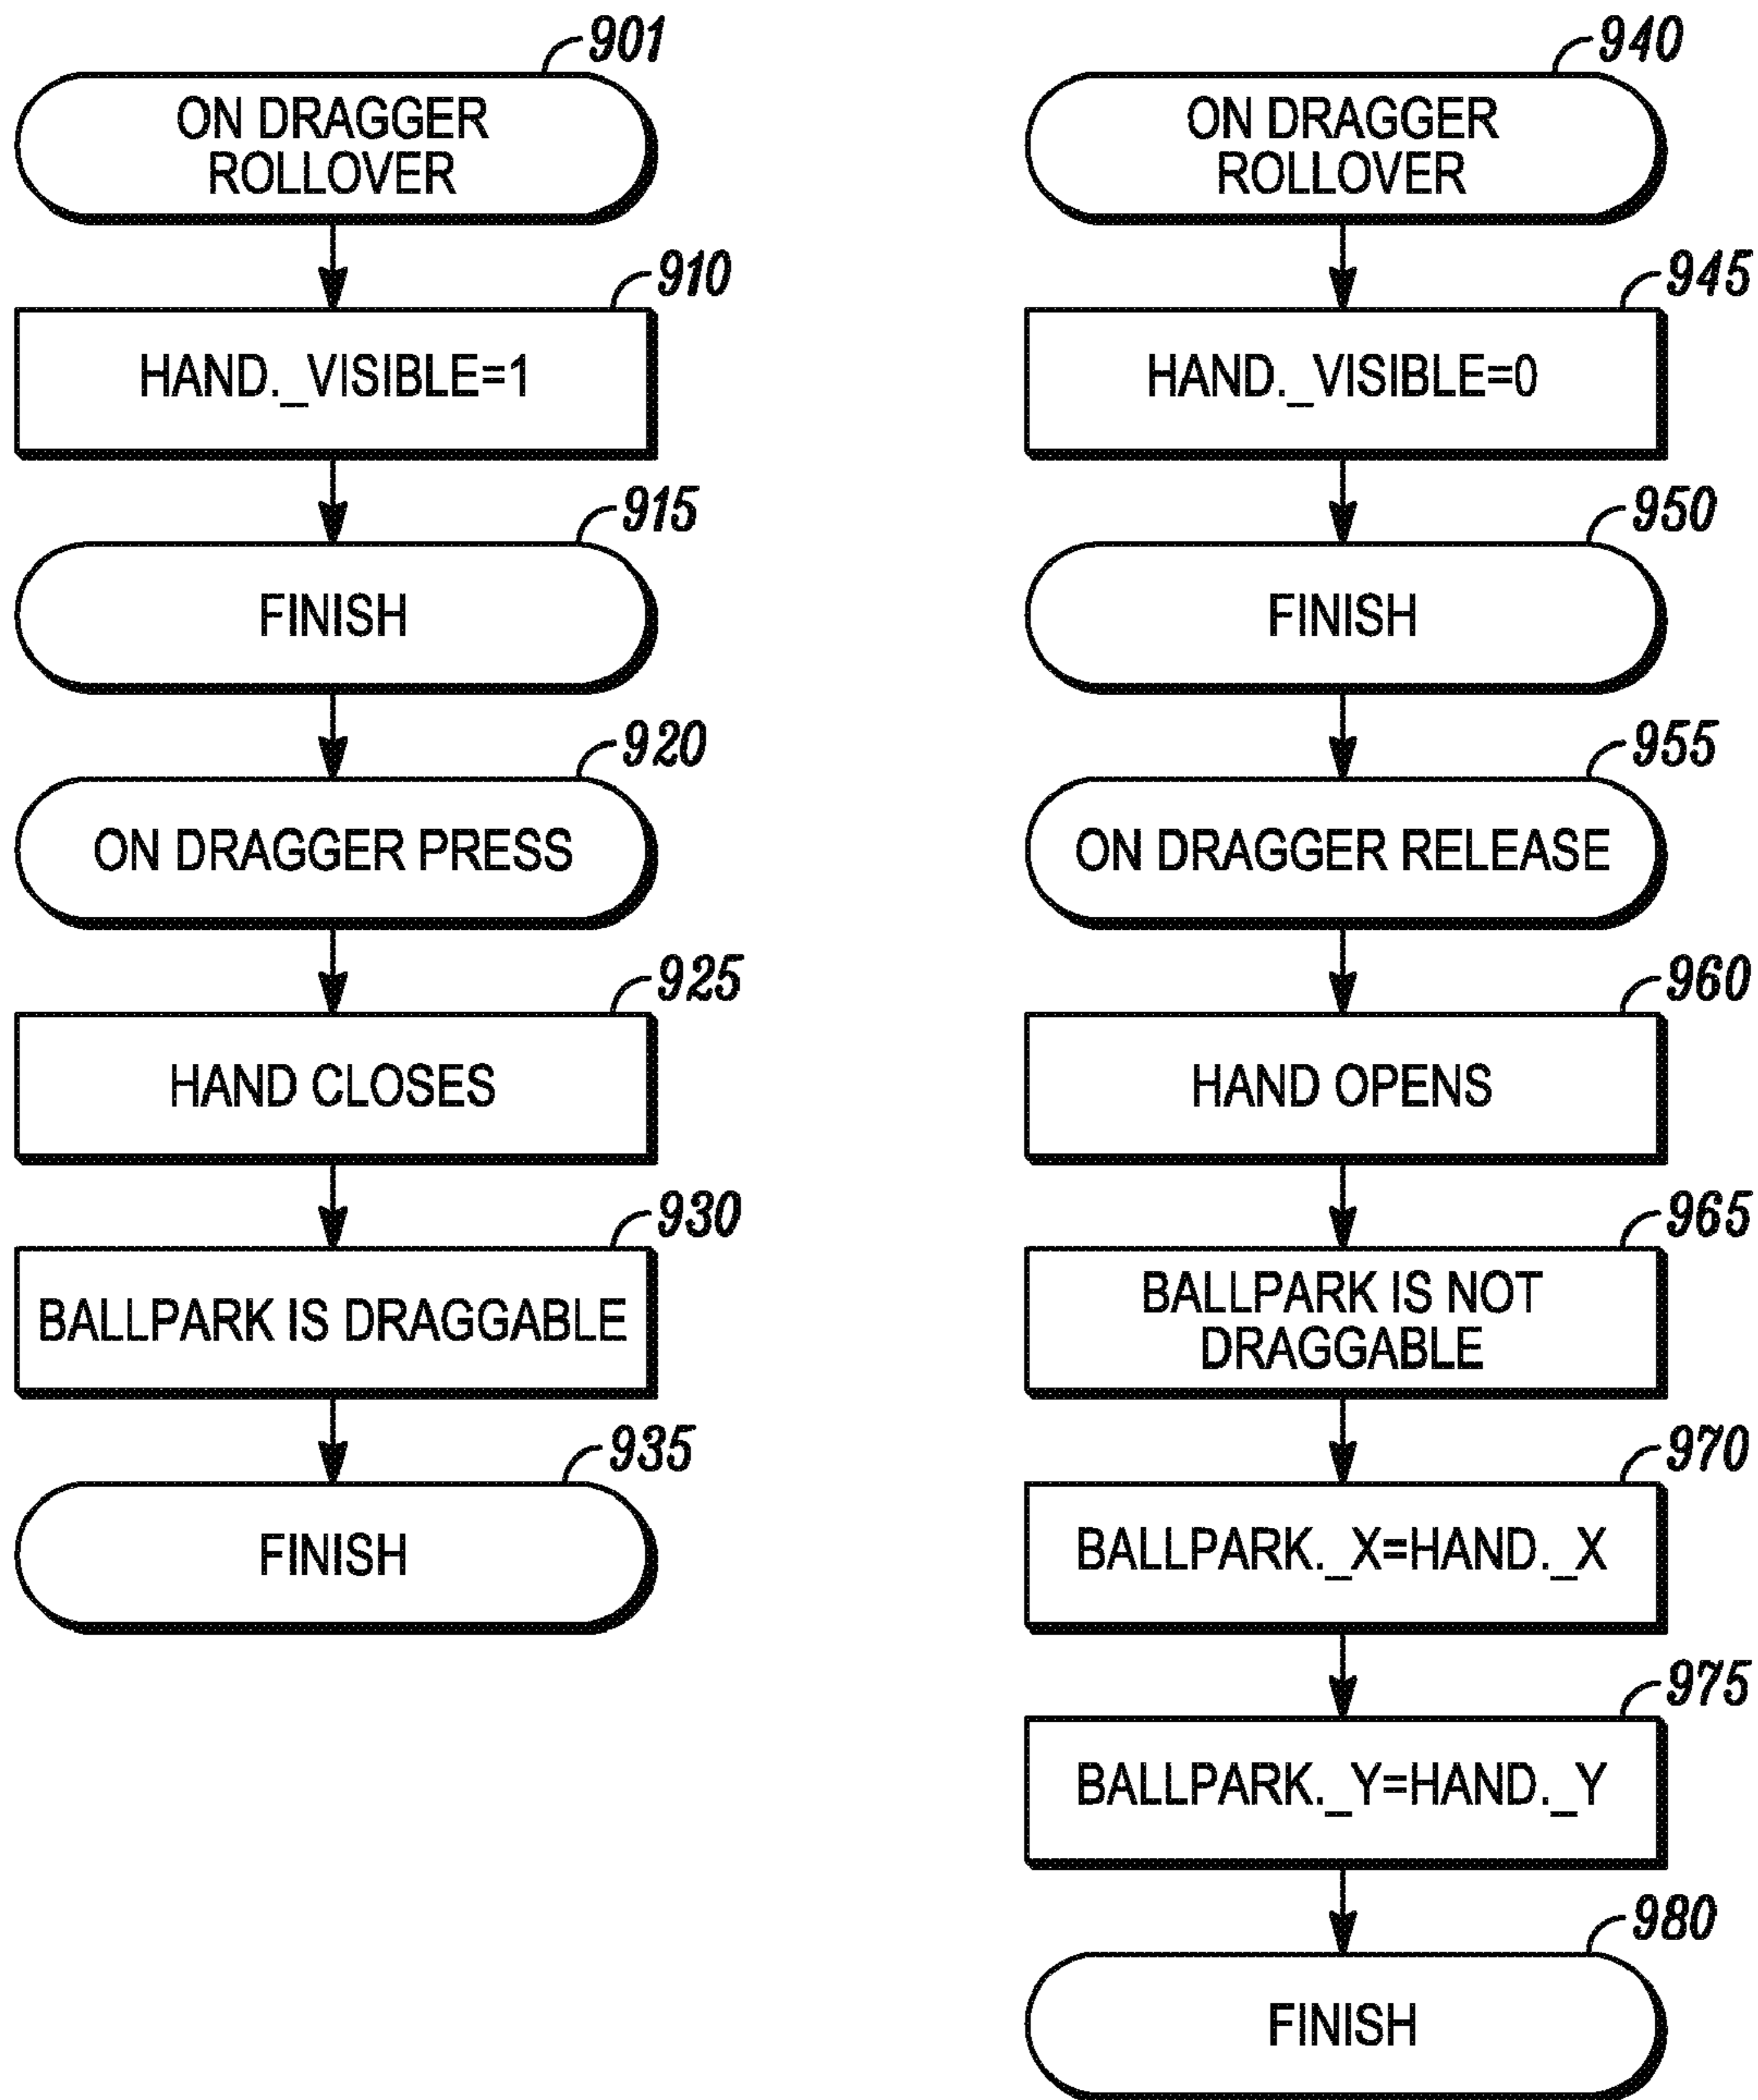 901
ON DRAGGER
ROLLOVER
910
HAND._VISIBLE=1
915
FINISH
920
ON DRAGGER PRESS
925
HAND CLOSES
930
BALLPARK IS DRAGGABLE
935
FINISH
940
ON DRAGGER
ROLLOVER
945
HAND._VISIBLE=0
950
FINISH
955
ON DRAGGER RELEASE
960
HAND OPENS
965
BALLPARK IS NOT
DRAGGABLE
970
BALLPARK._X=HAND._X
975
BALLPARK._Y=HAND._Y
980
FINISH